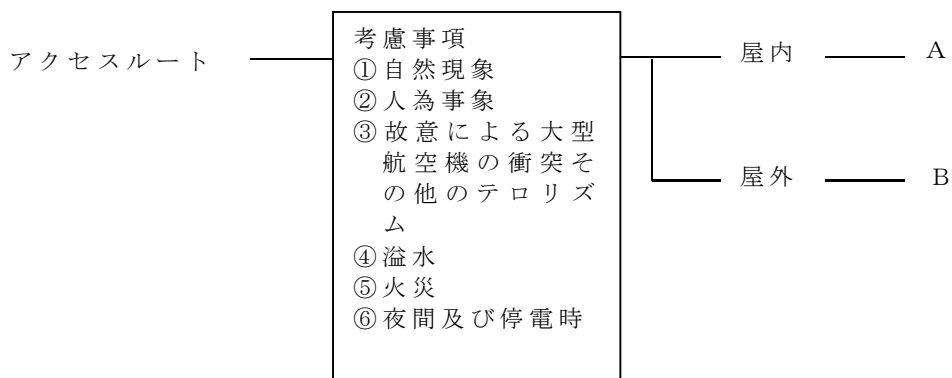 アクセスルート
考慮事項
①自然現象
②人為事象
③故意による大型
航空機の衝突そ
の他のテロリズ
ム
④溢水
⑤火災
⑥夜間及び停電時
屋内
A
屋外
B